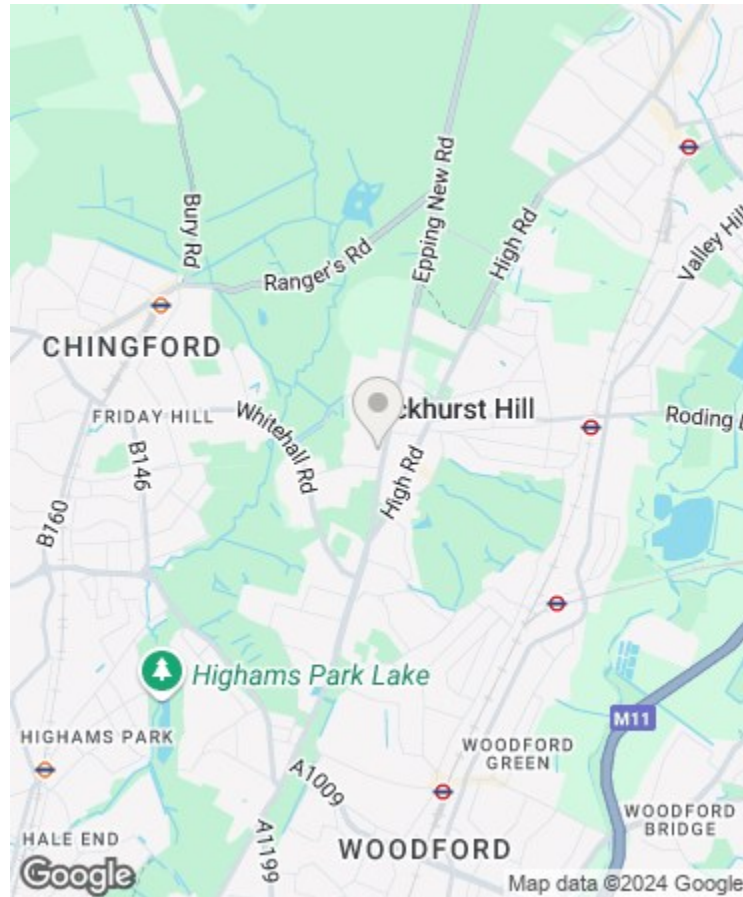 Bury Rd
Epping New Rd
High Rd
Valley Hill
Ranger's Rd
CHINGFORD
FRIDAY HILL
Whitehall Rd
ckhurst Hill
Roding
B146
High Rd
B160
Highams Park Lake
M11
HIGHAMS PARK
WOODFORD
GREEN
A1009
WOODFORD
BRIDGE
A1199
HALE END
WOODFORD
Google
Map data ©2024 Google